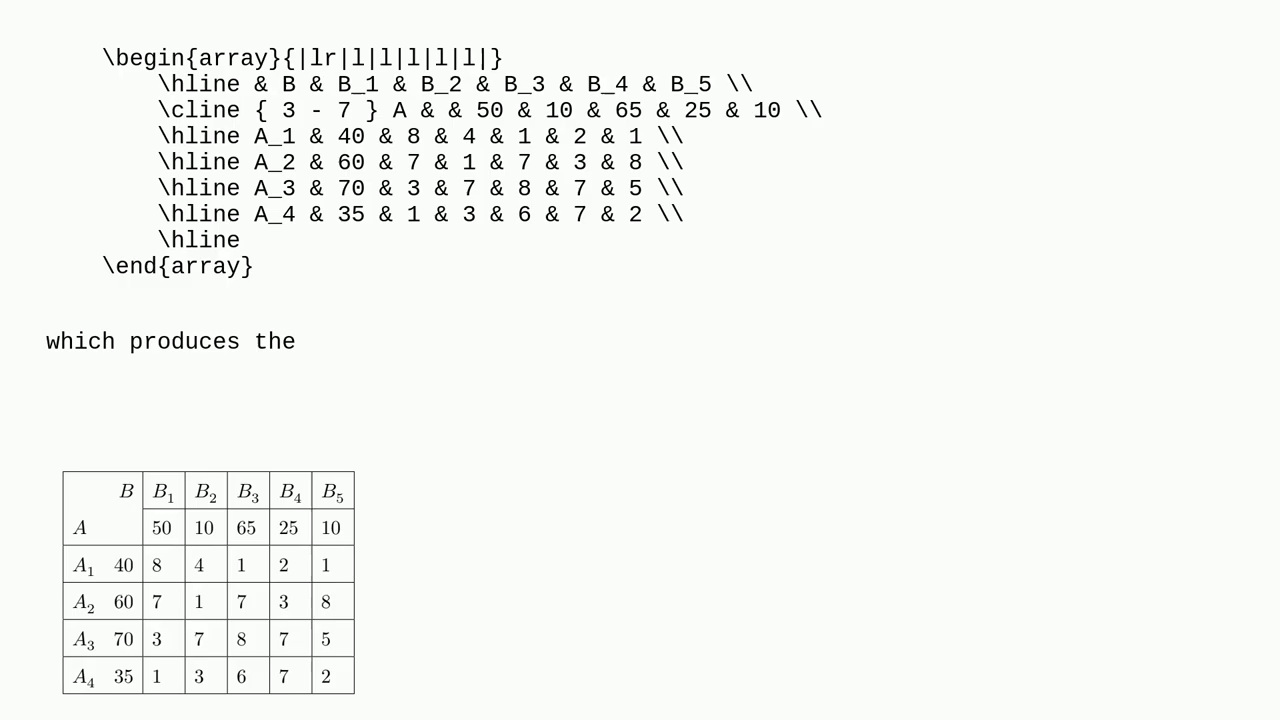 \begin{array}{|lr|l|l|l|l|l|}
\hline & B & B_1 & B_2 & B_3 & B_4 & B_5 \\
\cline { 3 - 7 } A & & 50 & 10 & 65 & 25 & 10 \\
\hline A_1 & 40 & 8 & 4 & 1 & 2 & 1 \\
\hline A_2 & 60 & 7 & 1 & 7 & 3 & 8 \\
\hline A_3 & 70 & 3 & 7 & 8 & 7 & 5 \\
\hline A_4 & 35 & 1 & 3 & 6 & 7 & 2 \\
\hline
\end{array}
which produces the
B B₁ B₂ B₃ B₄ B₅
A 50 10 65 25 10
A₁ 40 8 4 1 2 1
A₂ 60 7 1 7 3 8
A₃ 70 3 7 8 7 5
A₄ 35 1 3 6 7 2